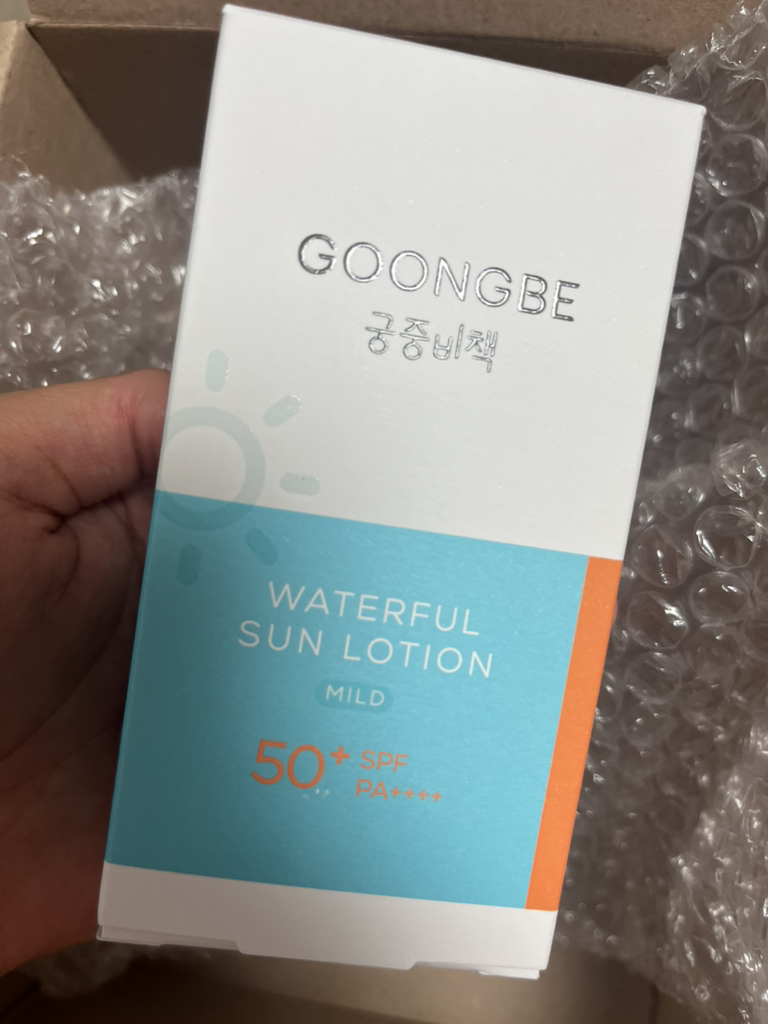 GOONGBE
궁중비책
WATERFUL
SUN LOTION
MILD
50+ SPF
PA++++